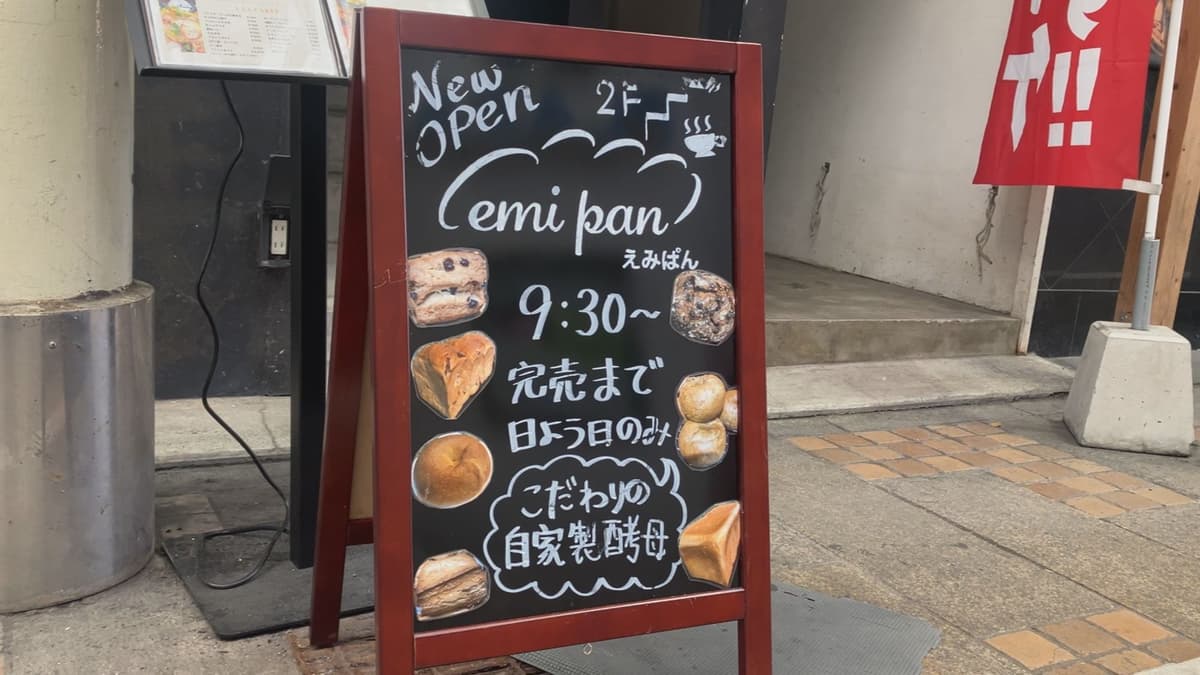 New
OPen
2F
emi pan
えみぱん
9:30~
完売まで
日よう日のみ
こだわりの
自家製酵母
!!